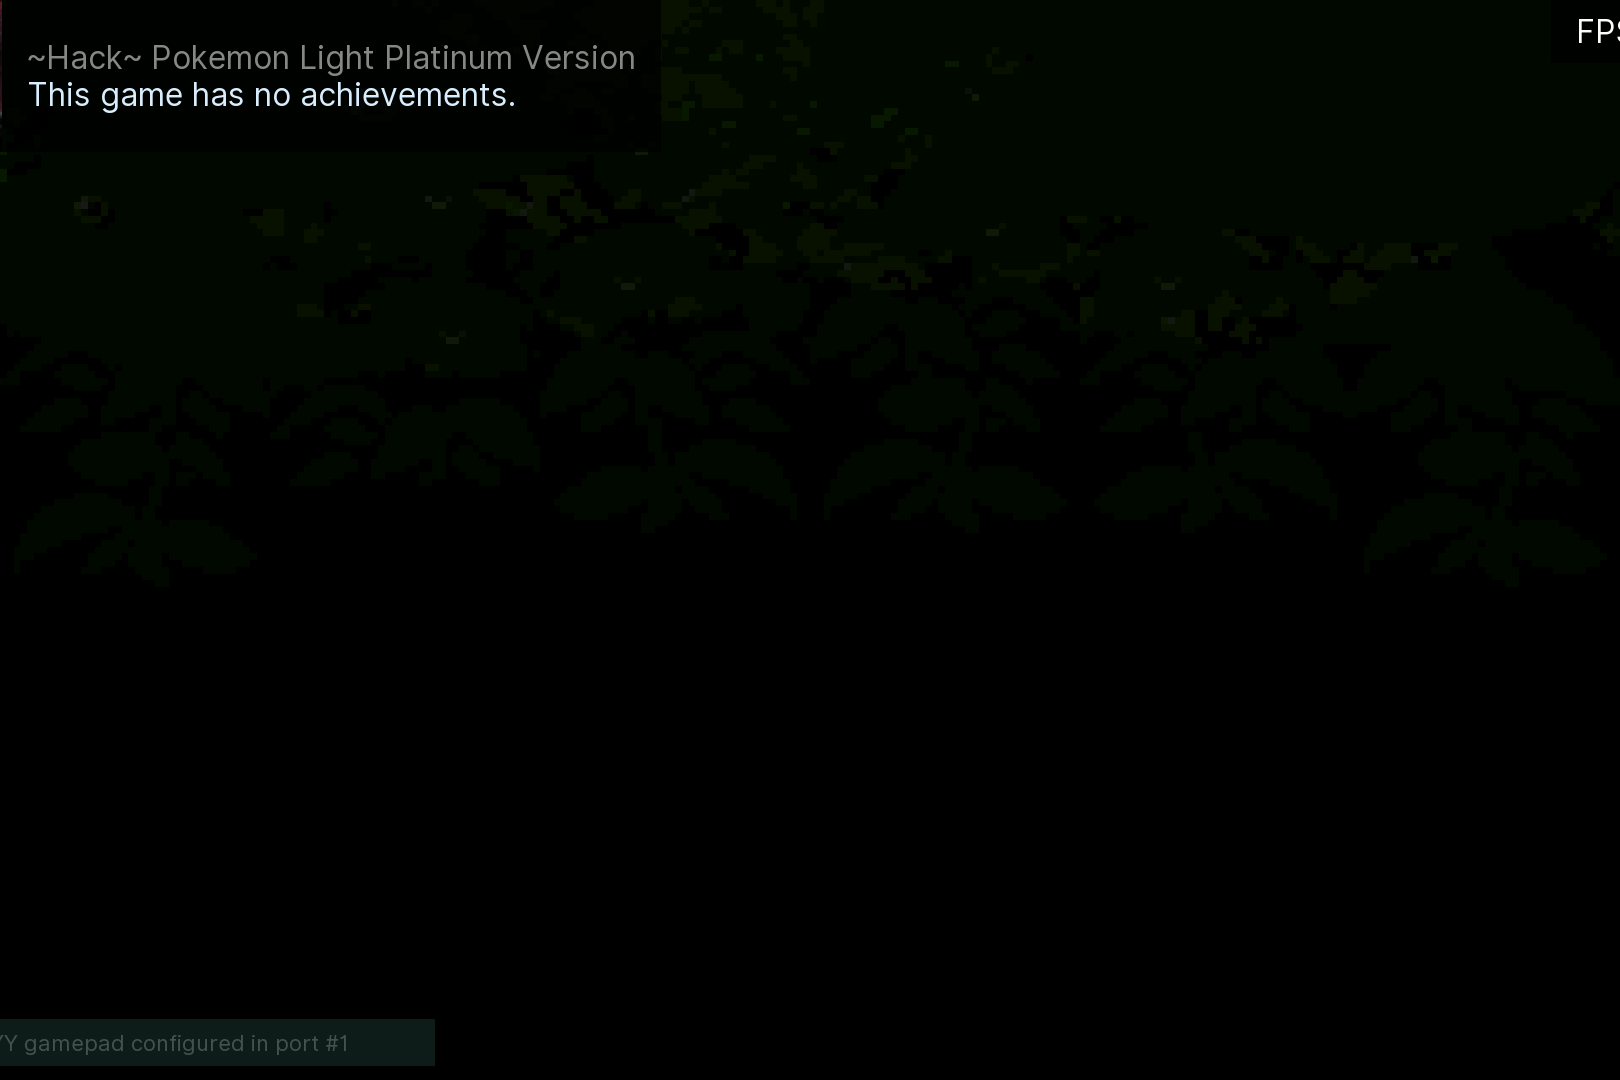 ~Hack~ Pokemon Light Platinum Version
FPS
This game has no achievements.
gamepad configured in port #1